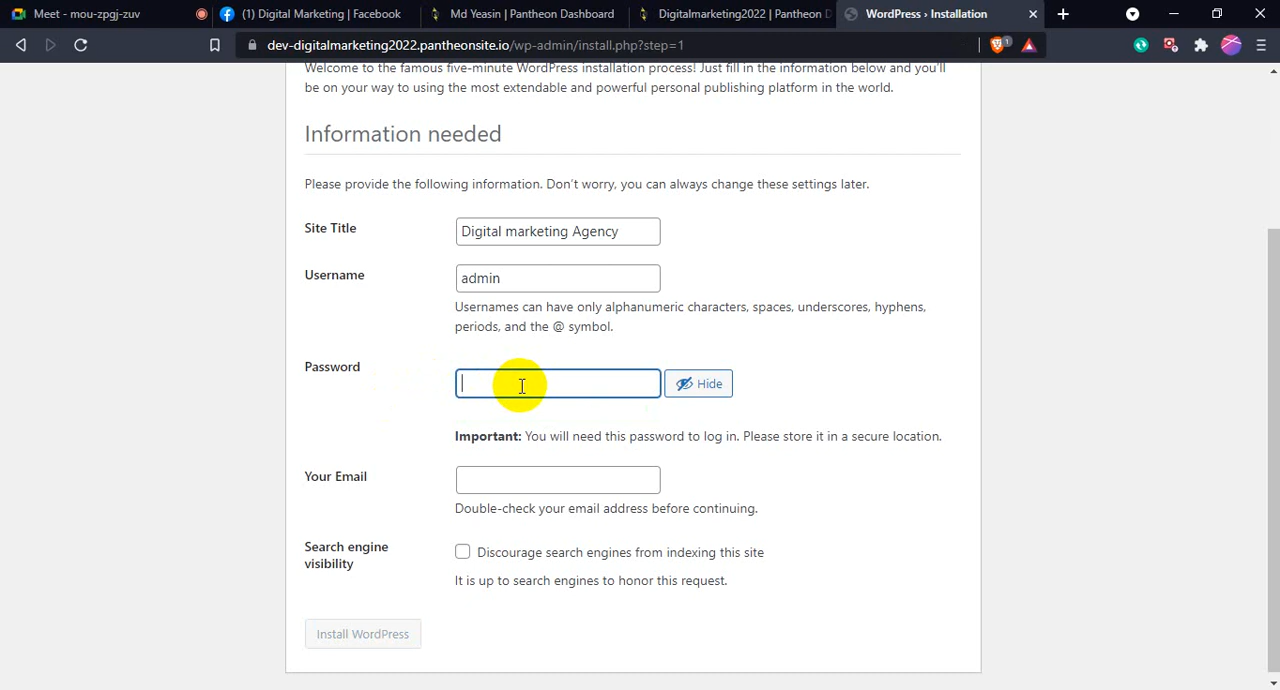 Meet - mou-zpgj-zuv
(1) Digital Marketing | Facebook
Md Yeasin | Pantheon Dashboard
Digitalmarketing2022 | Pantheon D
WordPress › Installation
dev-digitalmarketing2022.pantheonsite.io/wp-admin/install.php?step=1
1
Welcome to the famous five-minute WordPress installation process! Just fill in the information below and you'll
be on your way to using the most extendable and powerful personal publishing platform in the world.
Information needed
Please provide the following information. Don't worry, you can always change these settings later.
Site Title
Digital marketing Agency
Username
admin
Usernames can have only alphanumeric characters, spaces, underscores, hyphens,
periods, and the @ symbol.
Password
Hide
Important: You will need this password to log in. Please store it in a secure location.
Your Email
Double-check your email address before continuing.
Search engine
visibility
Discourage search engines from indexing this site
It is up to search engines to honor this request.
Install WordPress